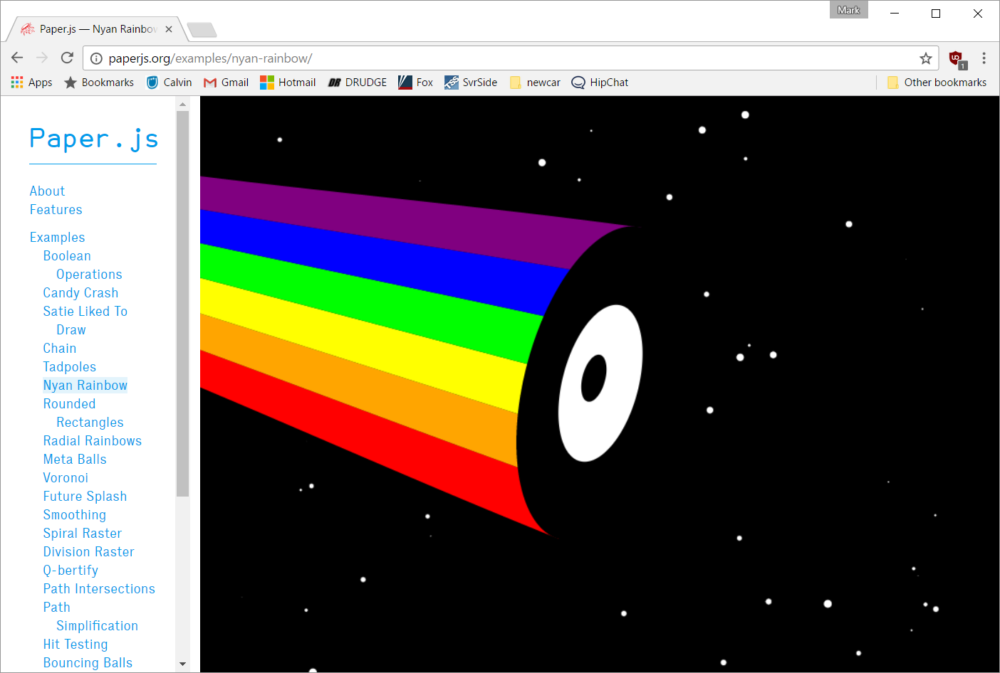 Mark
Paper.js — Nyan Rainbow
paperjs.org/examples/nyan-rainbow/
1
Apps Bookmarks Calvin Gmail Hotmail DR DRUDGE Fox SvrSide newcar HipChat Other bookmarks
Paper.js
About
Features
Examples
Boolean
Operations
Candy Crash
Satie Liked To
Draw
Chain
Tadpoles
Nyan Rainbow
Rounded
Rectangles
Radial Rainbows
Meta Balls
Voronoi
Future Splash
Smoothing
Spiral Raster
Division Raster
Q-bertify
Path Intersections
Path
Simplification
Hit Testing
Bouncing Balls